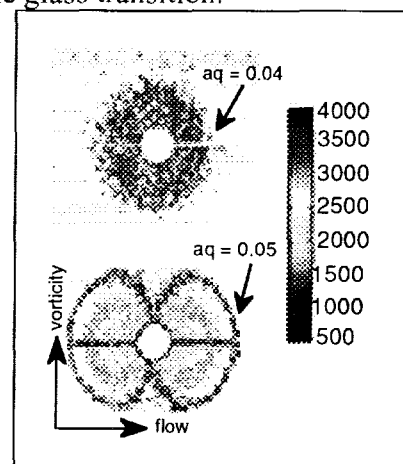 e glass transition.
aq = 0.04
4000
3500
3000
2500
2000
1500
1000
500
aq = 0.05
vorticity
flow